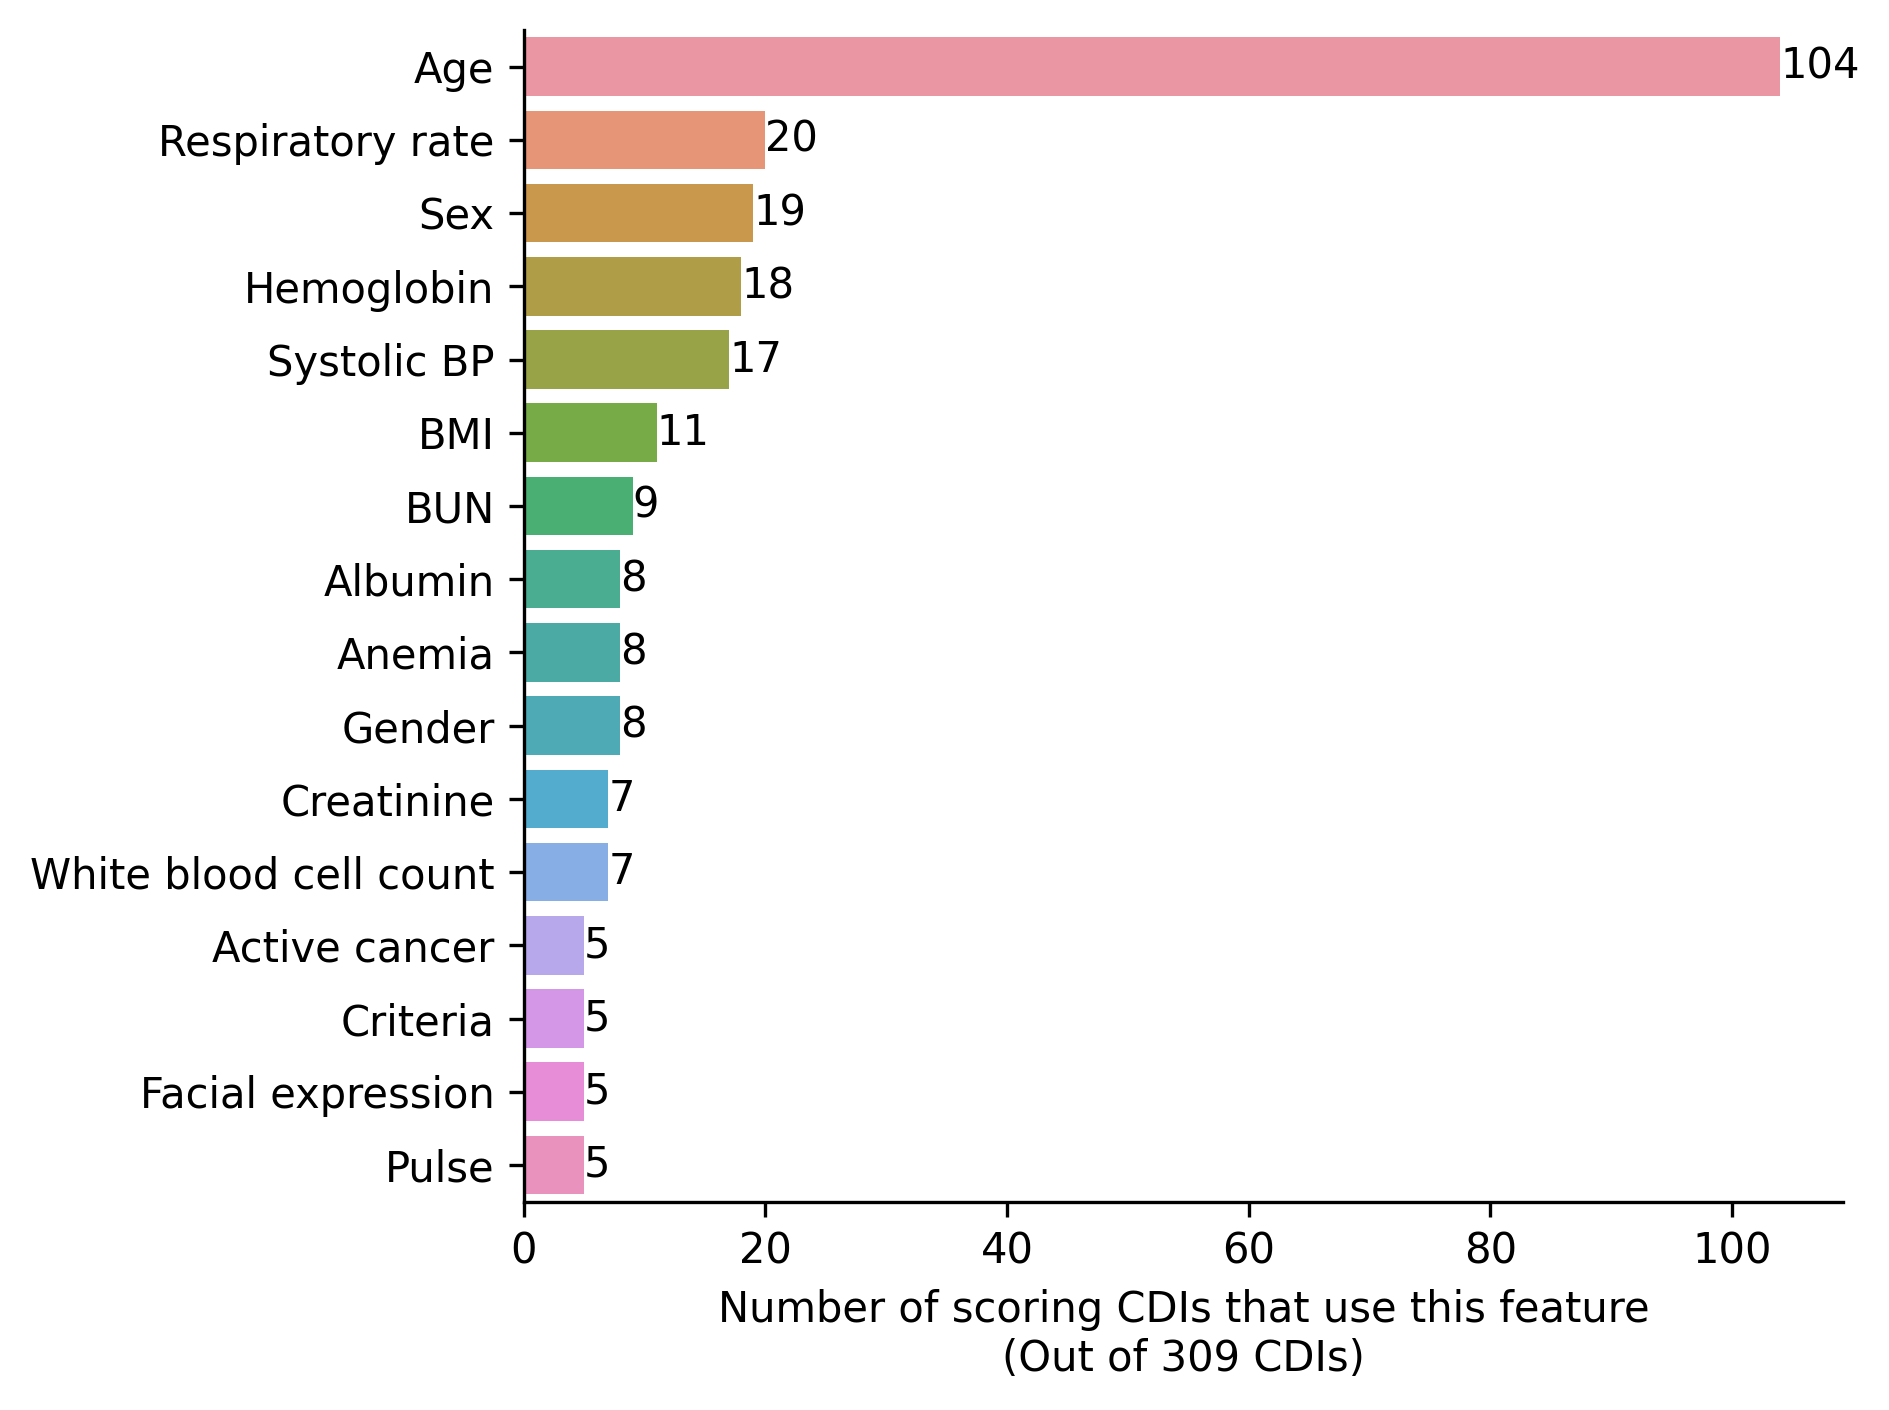 Age 104
Respiratory rate 20
Sex 19
Hemoglobin 18
Systolic BP 17
BMI 11
BUN 9
Albumin 8
Anemia 8
Gender 8
Creatinine 7
White blood cell count 7
Active cancer 5
Criteria 5
Facial expression 5
Pulse 5
0 20 40 60 80 100
Number of scoring CDIs that use this feature
(Out of 309 CDIs)